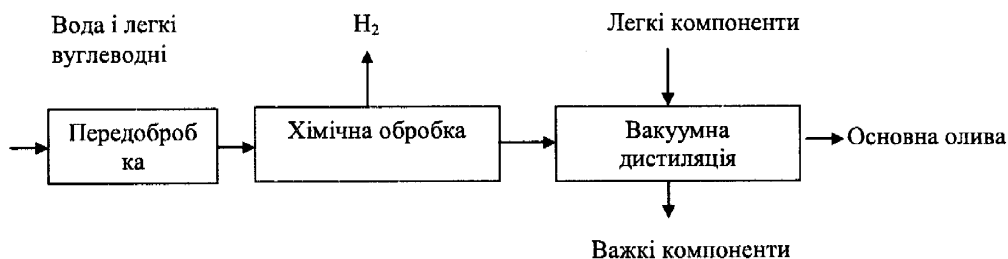 Вода і легкі
вуглеводні
H₂
Легкі компоненти
Передоброб
ка
Хімічна обробка
Вакуумна
дистиляція
Основна олива
Важкі компоненти